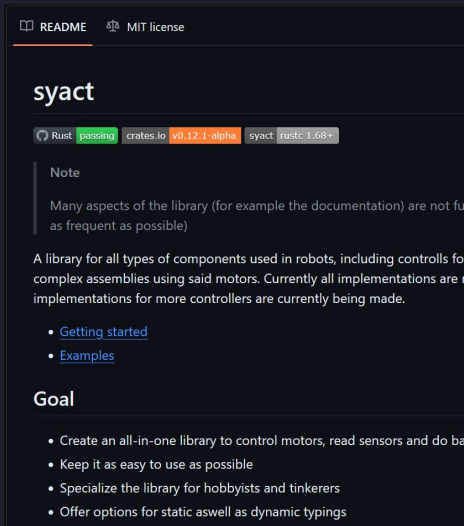 README MIT license
syact
Rust passing crates.io v0.12.1-alpha syact rustc 1.68+
Note
Many aspects of the library (for example the documentation) are not fu
as frequent as possible)
A library for all types of components used in robots, including controlls fo
complex assemblies using said motors. Currently all implementations are
implementations for more controllers are currently being made.
Getting started
Examples
Goal
Create an all-in-one library to control motors, read sensors and do ba
Keep it as easy to use as possible
Specialize the library for hobbyists and tinkerers
Offer options for static aswell as dynamic typings